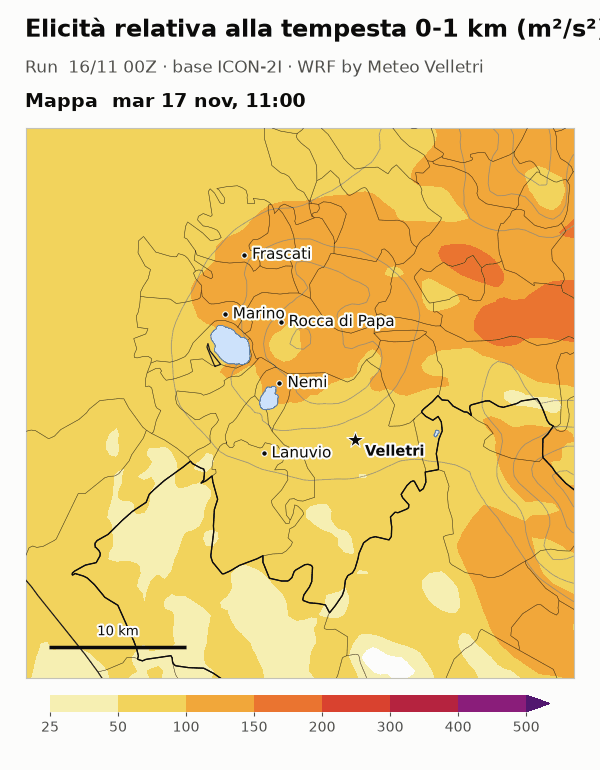 Elicità relativa alla tempesta 0-1 km (m²/s²)
Run 16/11 00Z · base ICON-2I · WRF by Meteo Velletri
Mappa mar 17 nov, 11:00
Frascati
Marino
Rocca di Papa
Nemi
Lanuvio
Velletri
10 km
25 50 100 150 200 300 400 500